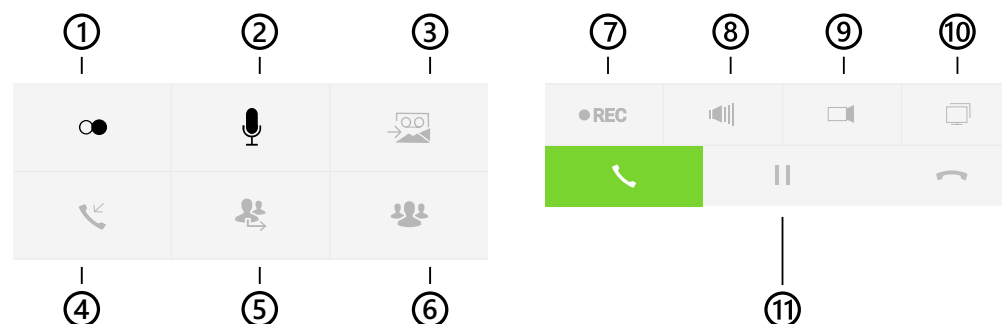 ① ② ③ ⑦ ⑧ ⑨ ⑩
REC
④ ⑤ ⑥ ⑪